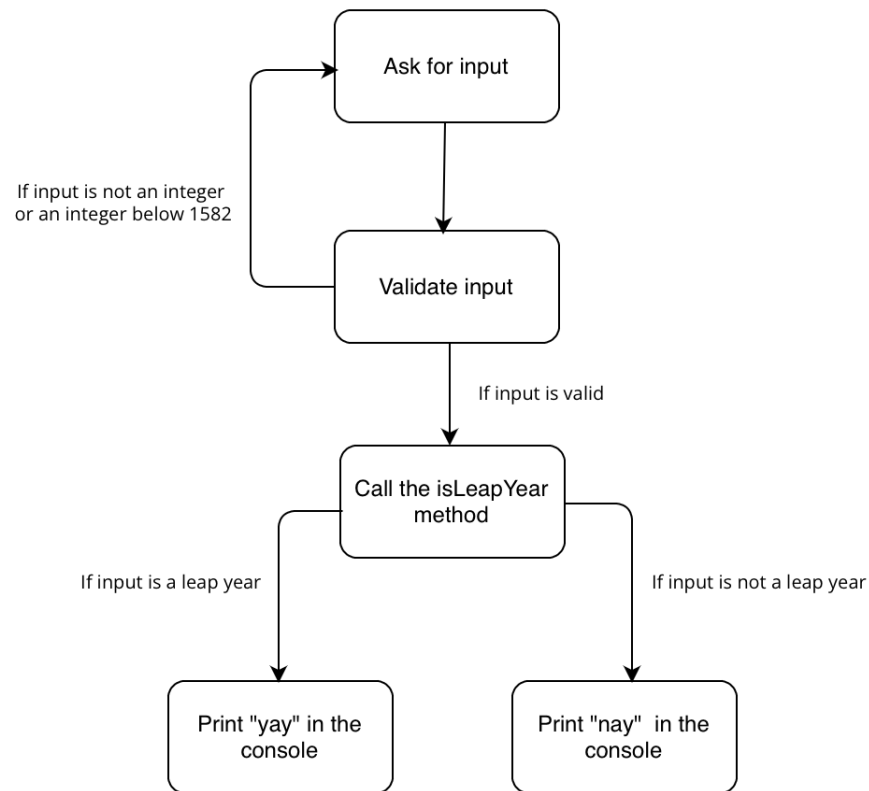 Ask for input
If input is not an integer
or an integer below 1582
Validate input
If input is valid
Call the isLeapYear
method
If input is a leap year
If input is not a leap year
Print "yay" in the
console
Print "nay"  in the
console